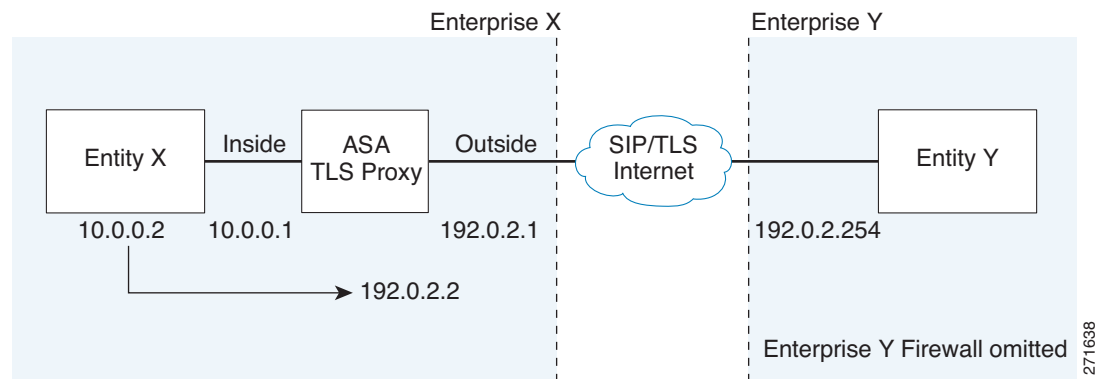 Enterprise X
Enterprise Y
Entity X
Inside
ASA
TLS Proxy
Outside
SIP/TLS
Internet
Entity Y
10.0.0.2
10.0.0.1
192.0.2.1
192.0.2.254
192.0.2.2
Enterprise Y Firewall omitted
271638